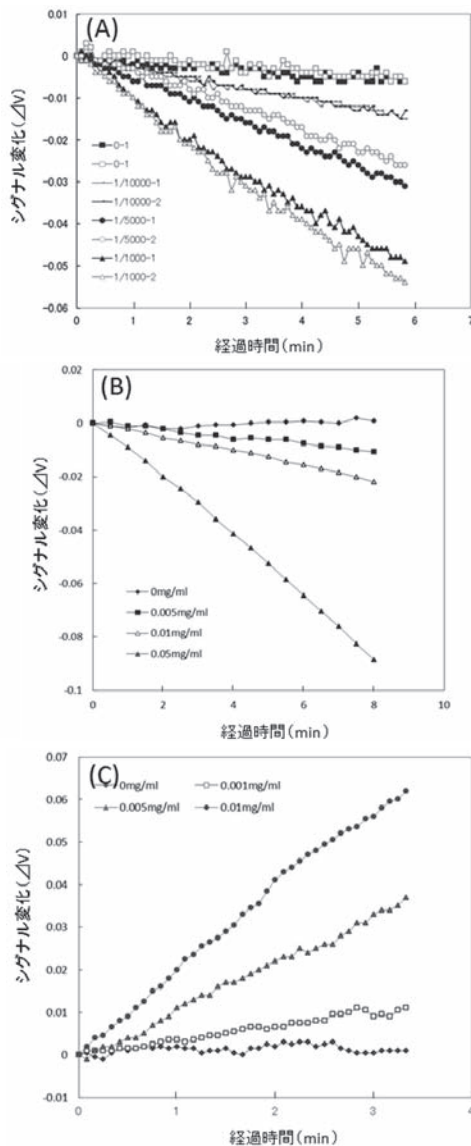 (A)
0.01
0
-0.01
-0.02
-0.03
-0.04
-0.05
-0.06
シグナル変化(⊿V)
0-1
0-1
1/10000-1
1/10000-2
1/5000-1
1/5000-2
1/1000-1
1/1000-2
0 1 2 3 4 5 6 7
経過時間(min)
(B)
0.02
0
-0.02
-0.04
-0.06
-0.08
-0.1
シグナル変化(⊿V)
0mg/ml
0.005mg/ml
0.01mg/ml
0.05mg/ml
0 2 4 6 8 10
経過時間(min)
(C)
0.07
0.06
0.05
0.04
0.03
0.02
0.01
0
-0.01
シグナル変化(⊿V)
0mg/ml 0.001mg/ml
0.005mg/ml 0.01mg/ml
0 1 2 3 4
経過時間(min)